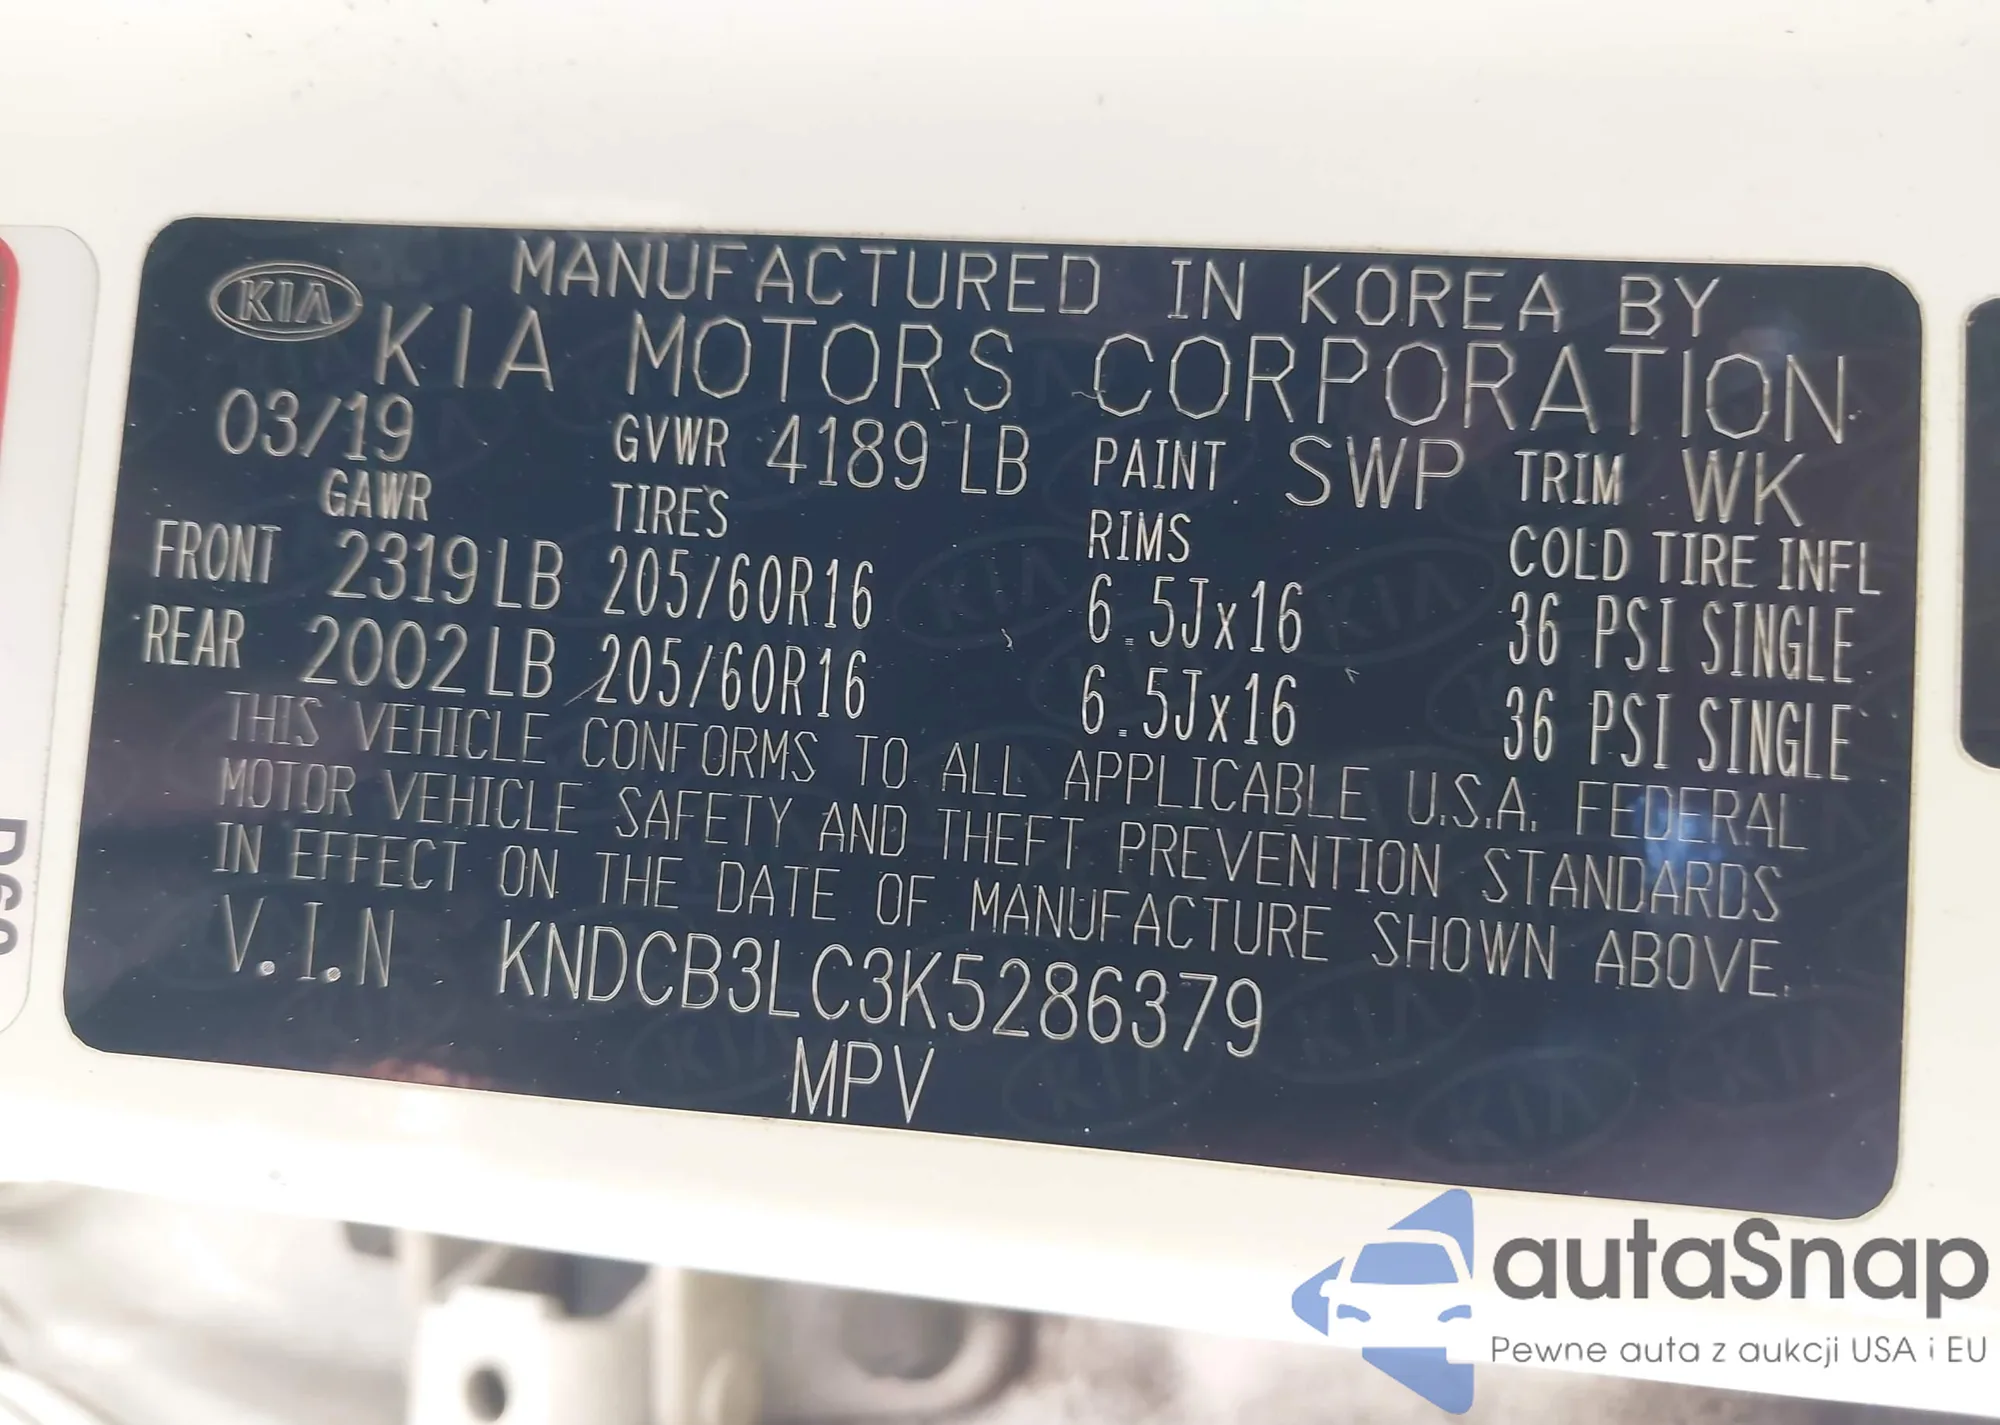 KIA
MANUFACTURED IN KOREA BY
KIA MOTORS CORPORATION
03/19 GVWR 4189 LB PAINT SWP TRIM WK
GAWR TIRES RIMS COLD TIRE INFL
FRONT 2319 LB 205/60R16 6.5Jx16 36 PSI SINGLE
REAR 2002 LB 205/60R16 6.5Jx16 36 PSI SINGLE
THIS VEHICLE CONFORMS TO ALL APPLICABLE U.S.A. FEDERAL
MOTOR VEHICLE SAFETY AND THEFT PREVENTION STANDARDS
IN EFFECT ON THE DATE OF MANUFACTURE SHOWN ABOVE.
V.I.N KNDCB3LC3K5286379
MPV
autaSnap
Pewne auta z aukcji USA i EU